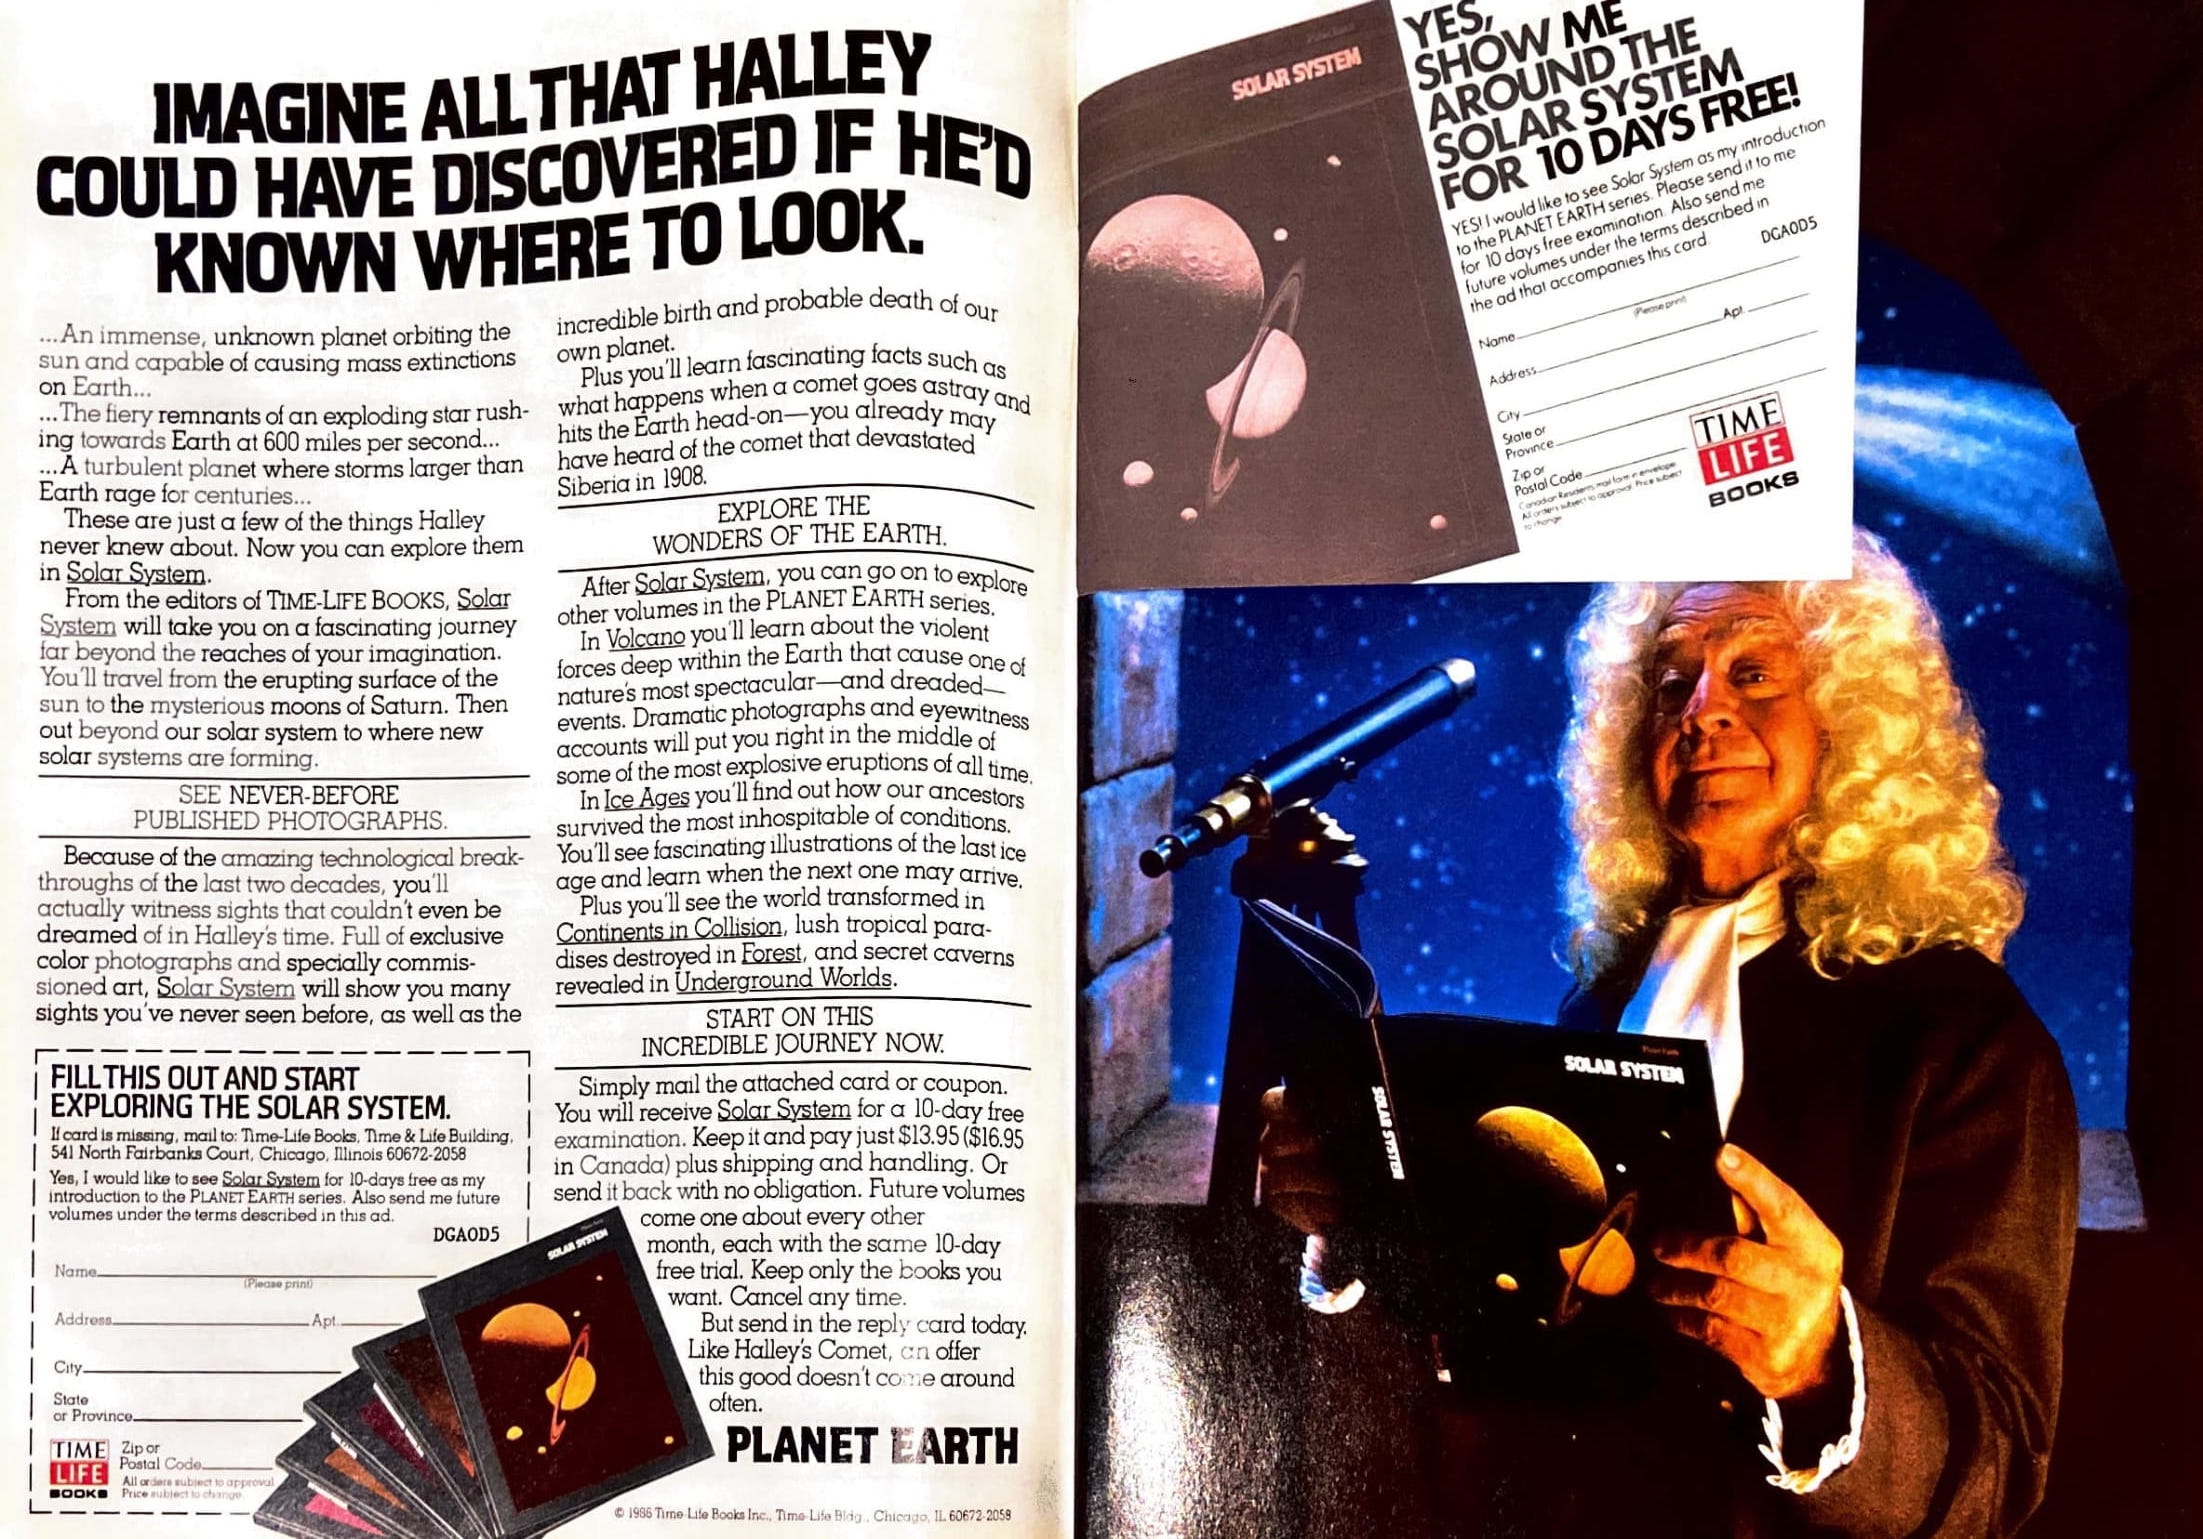 IMAGINE ALL THAT HALLEY
COULD HAVE DISCOVERED IF HE'D
KNOWN WHERE TO LOOK.
...An immense, unknown planet orbiting the
sun and capable of causing mass extinctions
on Earth...
...The fiery remnants of an exploding star rush-
ing towards Earth at 600 miles per second...
...A turbulent planet where storms larger than
Earth rage for centuries...
These are just a few of the things Halley
never knew about. Now you can explore them
in Solar System.
From the editors of TIME-LIFE BOOKS, Solar
System will take you on a fascinating journey
far beyond the reaches of your imagination.
You'll travel from the erupting surface of the
sun to the mysterious moons of Saturn. Then
out beyond our solar system to where new
solar systems are forming.
SEE NEVER-BEFORE
PUBLISHED PHOTOGRAPHS.
Because of the amazing technological break-
throughs of the last two decades, you'll
actually witness sights that couldn't even be
dreamed of in Halley's time. Full of exclusive
color photographs and specially commis-
sioned art, Solar System will show you many
sights you've never seen before, as well as the
FILL THIS OUT AND START
EXPLORING THE SOLAR SYSTEM.
If card is missing, mail to: Time-Life Books, Time & Life Building,
541 North Fairbanks Court, Chicago, Illinois 60672-2058
Yes, I would like to see Solar System for 10-days free as my
introduction to the PLANET EARTH series. Also send me future
volumes under the terms described in this ad.
DGA0D5
Name
(Please print)
Address Apt.
City
State
or Province
Zip or
Postal Code
All orders subject to approval
Price subject to change.
TIME
LIFE
BOOKS
SOLAR SYSTEM
incredible birth and probable death of our
own planet.
Plus you'll learn fascinating facts such as
what happens when a comet goes astray and
hits the Earth head-on—you already may
have heard of the comet that devastated
Siberia in 1908.
EXPLORE THE
WONDERS OF THE EARTH.
After Solar System, you can go on to explore
other volumes in the PLANET EARTH series.
In Volcano you'll learn about the violent
forces deep within the Earth that cause one of
nature's most spectacular—and dreaded—
events. Dramatic photographs and eyewitness
accounts will put you right in the middle of
some of the most explosive eruptions of all time.
In Ice Ages you'll find out how our ancestors
survived the most inhospitable of conditions.
You'll see fascinating illustrations of the last ice
age and learn when the next one may arrive.
Plus you'll see the world transformed in
Continents in Collision, lush tropical para-
dises destroyed in Forest, and secret caverns
revealed in Underground Worlds.
START ON THIS
INCREDIBLE JOURNEY NOW.
Simply mail the attached card or coupon.
You will receive Solar System for a 10-day free
examination. Keep it and pay just $13.95 ($16.95
in Canada) plus shipping and handling. Or
send it back with no obligation. Future volumes
come one about every other
month, each with the same 10-day
free trial. Keep only the books you
want. Cancel any time.
But send in the reply card today.
Like Halley's Comet, an offer
this good doesn't come around
often.
PLANET EARTH
© 1986 Time-Life Books Inc., Time-Life Bldg., Chicago, IL 60672-2058
SOLAR SYSTEM
YES,
SHOW ME
AROUND THE
SOLAR SYSTEM
FOR 10 DAYS FREE!
YES! I would like to see Solar System as my introduction
to the PLANET EARTH series. Please send it to me
for 10 days free examination. Also send me
future volumes under the terms described in
the ad that accompanies this card.
DGA0D5
Name
(Please print)
Address Apt.
City
State or
Province
Zip or
Postal Code
Canadian Residents mail form in envelope.
All orders subject to approval. Price subject
to change.
TIME
LIFE
BOOKS
Planet Earth
SOLAR SYSTEM
SOLAR SYSTEM